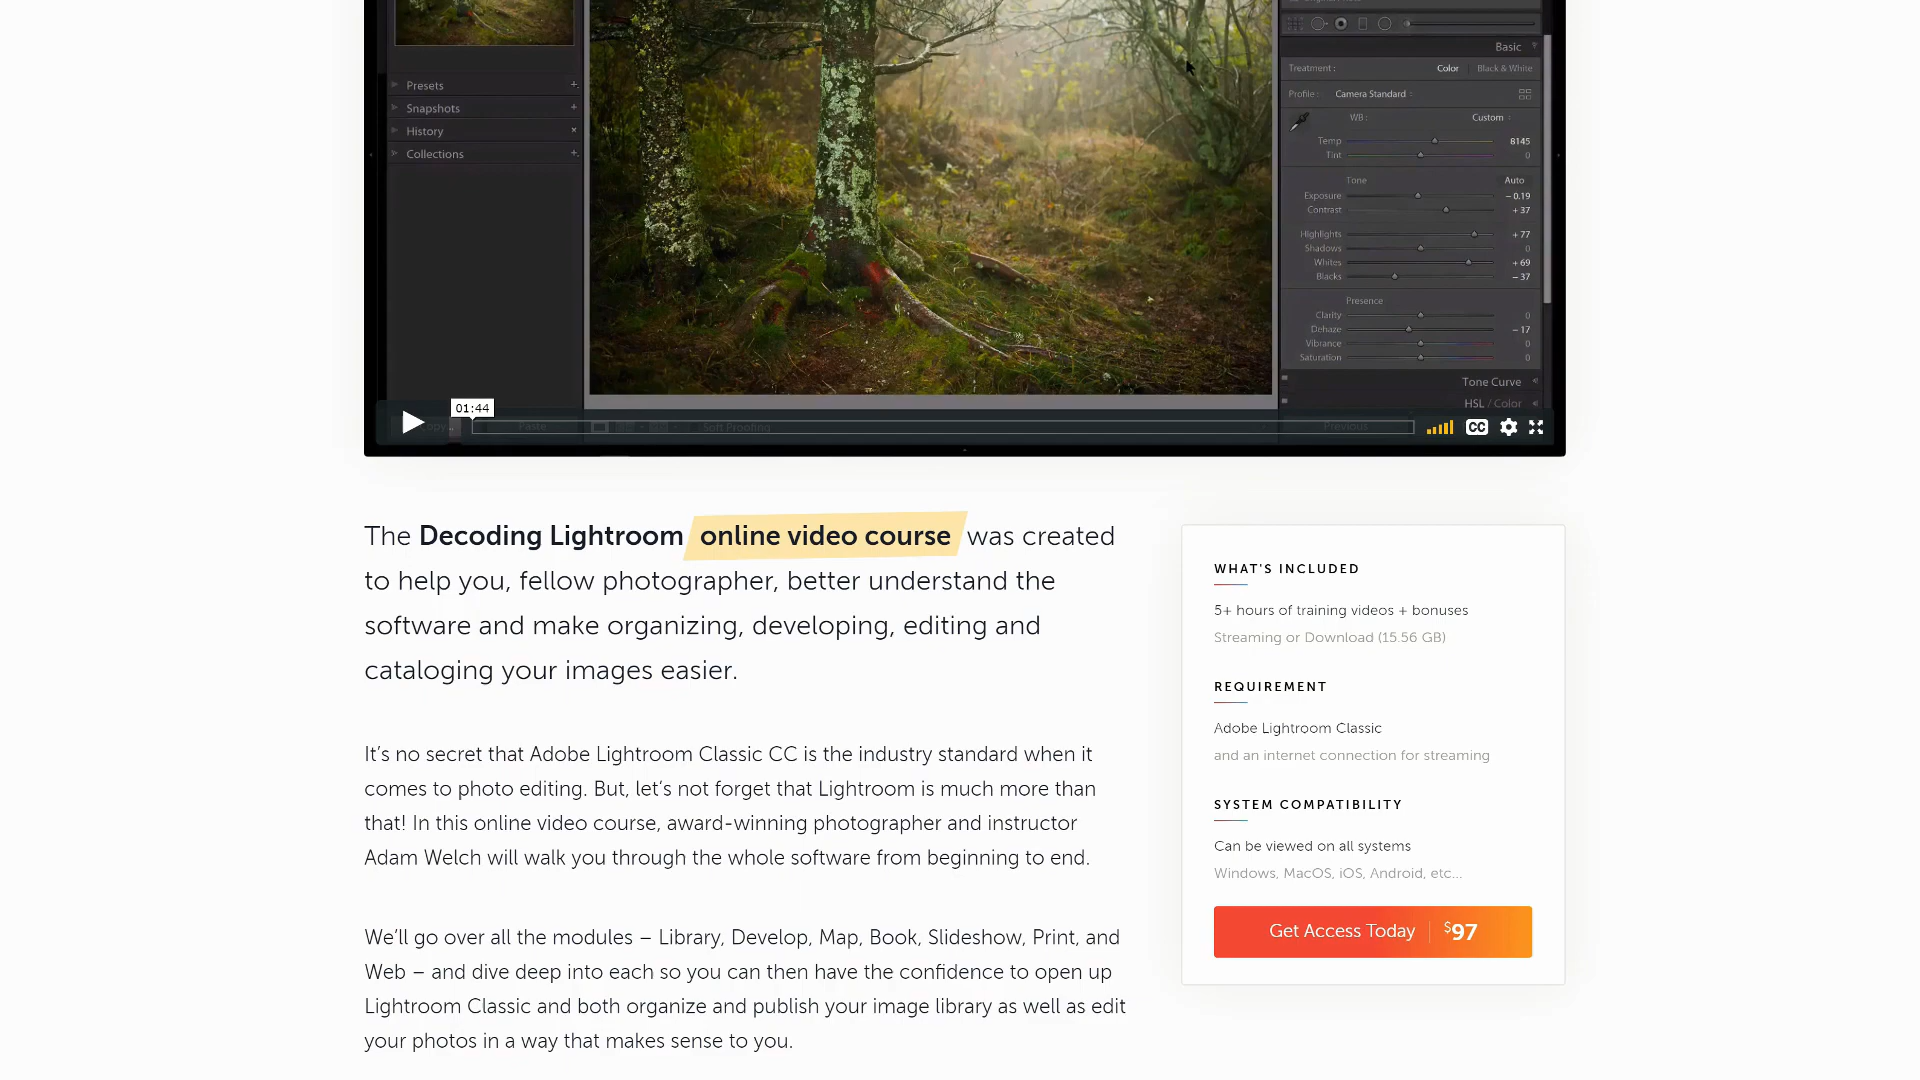 Basic
Treatment : Color Black & White
Presets
Profile : Camera Standard
Snapshots
WB : Custom
History
Temp 8145
Collections
Tint 0
Tone Auto
Exposure – 0.19
Contrast + 37
Highlights + 77
Shadows 0
Whites + 69
Blacks – 37
Presence
Clarity 0
Dehaze – 17
Vibrance 0
Saturation 0
Tone Curve
HSL / Color
01:44
Paste Soft Proofing Previous CC
The Decoding Lightroom online video course was created
to help you, fellow photographer, better understand the
software and make organizing, developing, editing and
cataloging your images easier.
It’s no secret that Adobe Lightroom Classic CC is the industry standard when it
comes to photo editing. But, let’s not forget that Lightroom is much more than
that! In this online video course, award-winning photographer and instructor
Adam Welch will walk you through the whole software from beginning to end.
We’ll go over all the modules – Library, Develop, Map, Book, Slideshow, Print, and
Web – and dive deep into each so you can then have the confidence to open up
Lightroom Classic and both organize and publish your image library as well as edit
your photos in a way that makes sense to you.
WHAT'S INCLUDED
5+ hours of training videos + bonuses
Streaming or Download (15.56 GB)
REQUIREMENT
Adobe Lightroom Classic
and an internet connection for streaming
SYSTEM COMPATIBILITY
Can be viewed on all systems
Windows, MacOS, iOS, Android, etc...
Get Access Today $97